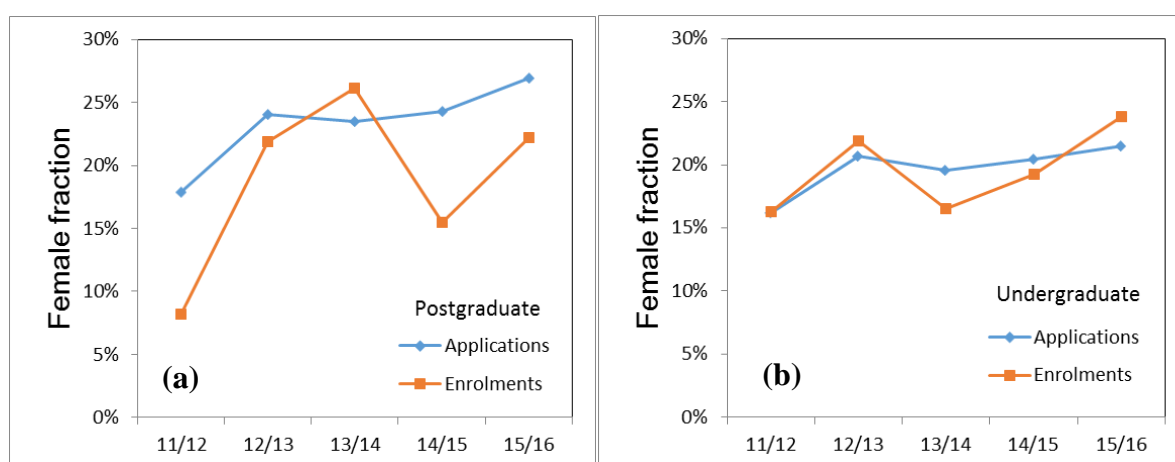 Female fraction
30%
25%
20%
15%
10%
5%
0%
11/12 12/13 13/14 14/15 15/16
Postgraduate
Applications
Enrolments
(a)
Female fraction
30%
25%
20%
15%
10%
5%
0%
11/12 12/13 13/14 14/15 15/16
Undergraduate
Applications
Enrolments
(b)